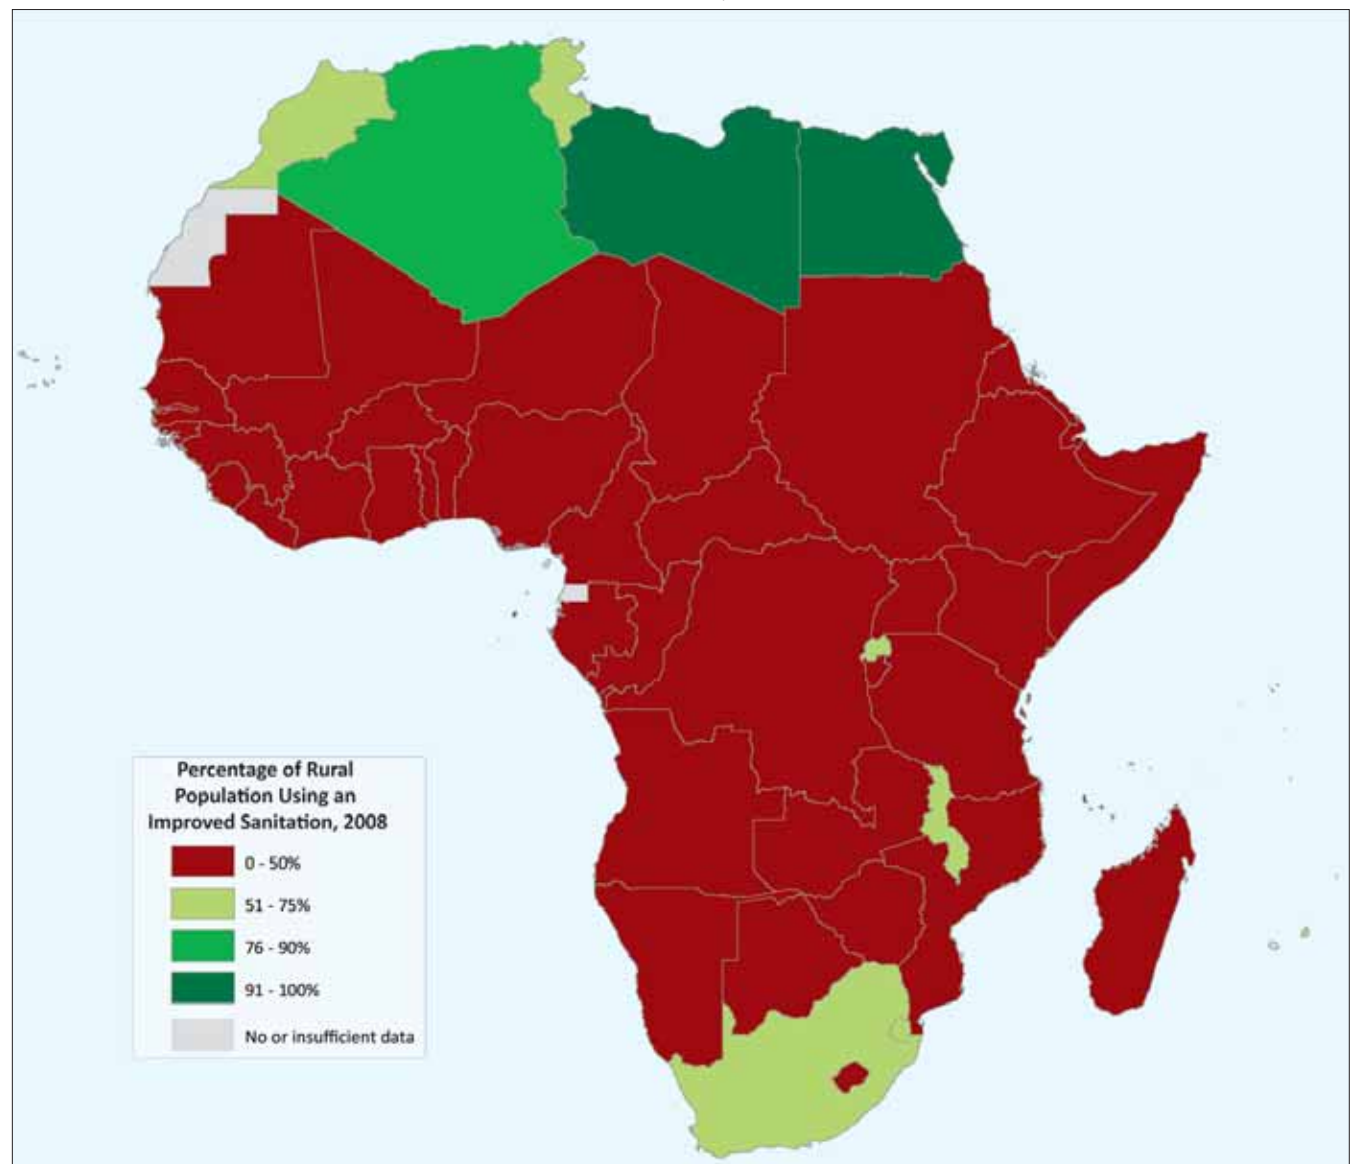 Percentage of Rural
Population Using an
Improved Sanitation, 2008
0 - 50%
51 - 75%
76 - 90%
91 - 100%
No or insufficient data